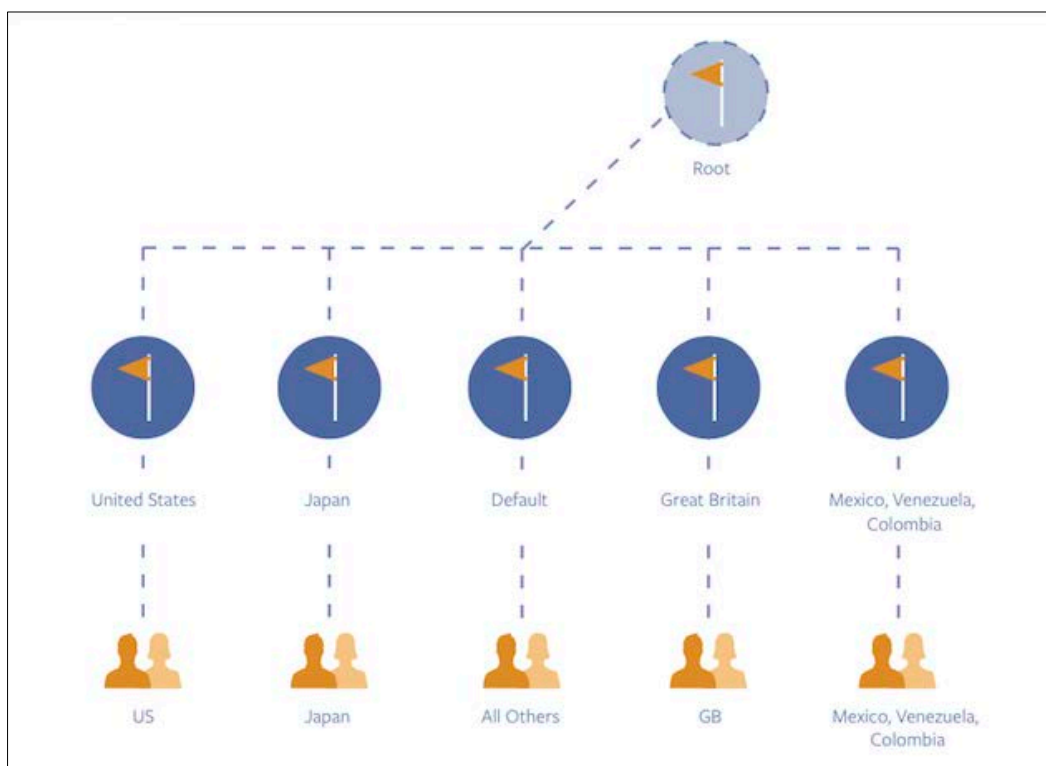 Root
United States
Japan
Default
Great Britain
Mexico, Venezuela,
Colombia
US
Japan
All Others
GB
Mexico, Venezuela,
Colombia